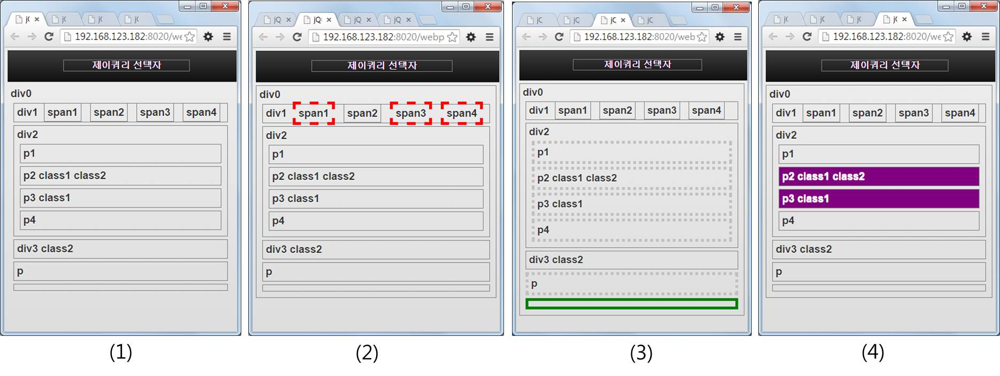 jC
jC
jC
jC
192.168.123.182:8020/we
제이쿼리 선택자
div0
div1 span1 span2 span3 span4
div2
p1
p2 class1 class2
p3 class1
p4
div3 class2
p
(1)
jQ
jQ
jQ
jQ
192.168.123.182:8020/webp
제이쿼리 선택자
div0
div1 span1 span2 span3 span4
div2
p1
p2 class1 class2
p3 class1
p4
div3 class2
p
(2)
jC
jQ
jC
jC
192.168.123.182:8020/web
제이쿼리 선택자
div0
div1 span1 span2 span3 span4
div2
p1
p2 class1 class2
p3 class1
p4
div3 class2
p
(3)
jC
jC
jC
jC
192.168.123.182:8020/we
제이쿼리 선택자
div0
div1 span1 span2 span3 span4
div2
p1
p2 class1 class2
p3 class1
p4
div3 class2
p
(4)